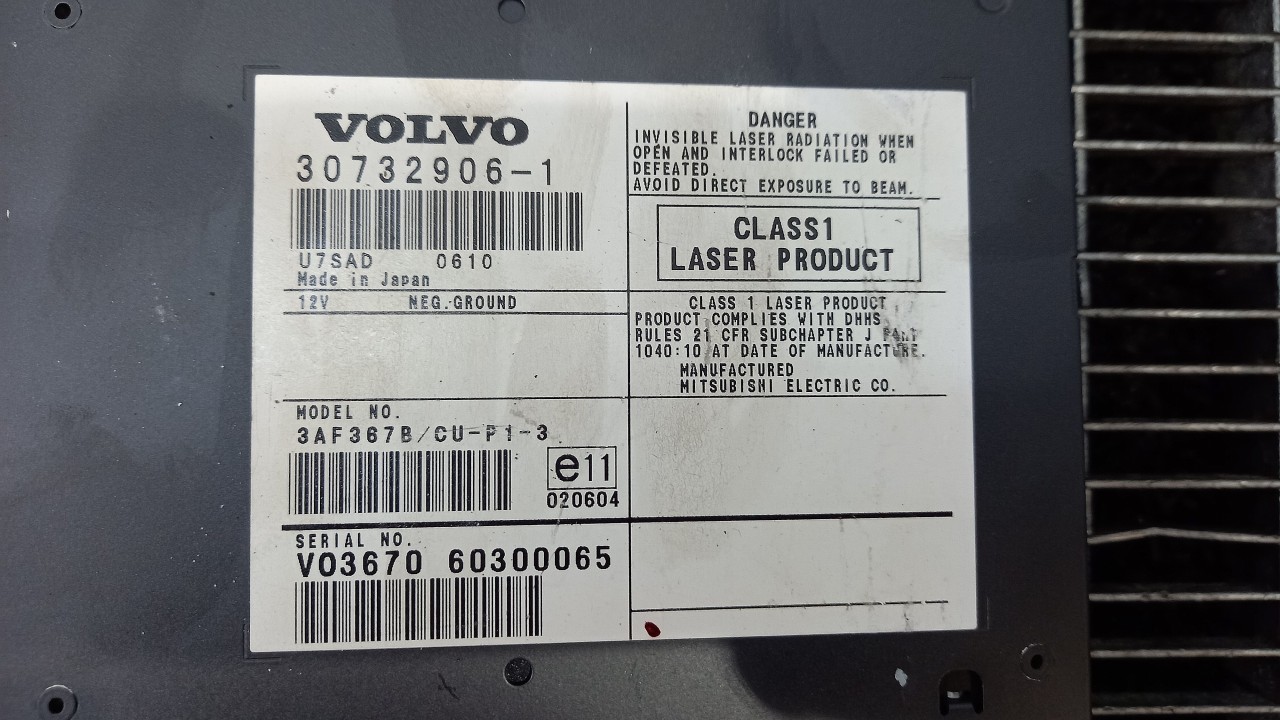 VOLVO
30732906-1
U7SAD 0610
Made in Japan
12V NEG.GROUND
MODEL NO.
3AF367B/CU-P1-3
e11
020604
SERIAL NO.
VO3670 60300065
DANGER
INVISIBLE LASER RADIATION WHEN
OPEN AND INTERLOCK FAILED OR
DEFEATED.
AVOID DIRECT EXPOSURE TO BEAM.
CLASS1
LASER PRODUCT
CLASS 1 LASER PRODUCT
PRODUCT COMPLIES WITH DHHS
RULES 21 CFR SUBCHAPTER J PART
1040:10 AT DATE OF MANUFACTURE.
MANUFACTURED
MITSUBISHI ELECTRIC CO.